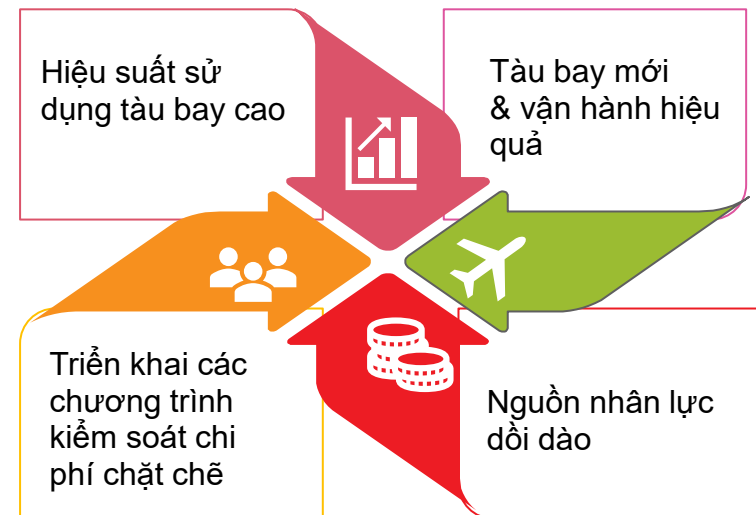 Hiệu suất sử
dụng tàu bay cao
Tàu bay mới
& vận hành hiệu
quả
Triển khai các
chương trình
kiểm soát chi
phí chặt chẽ
Nguồn nhân lực
dồi dào